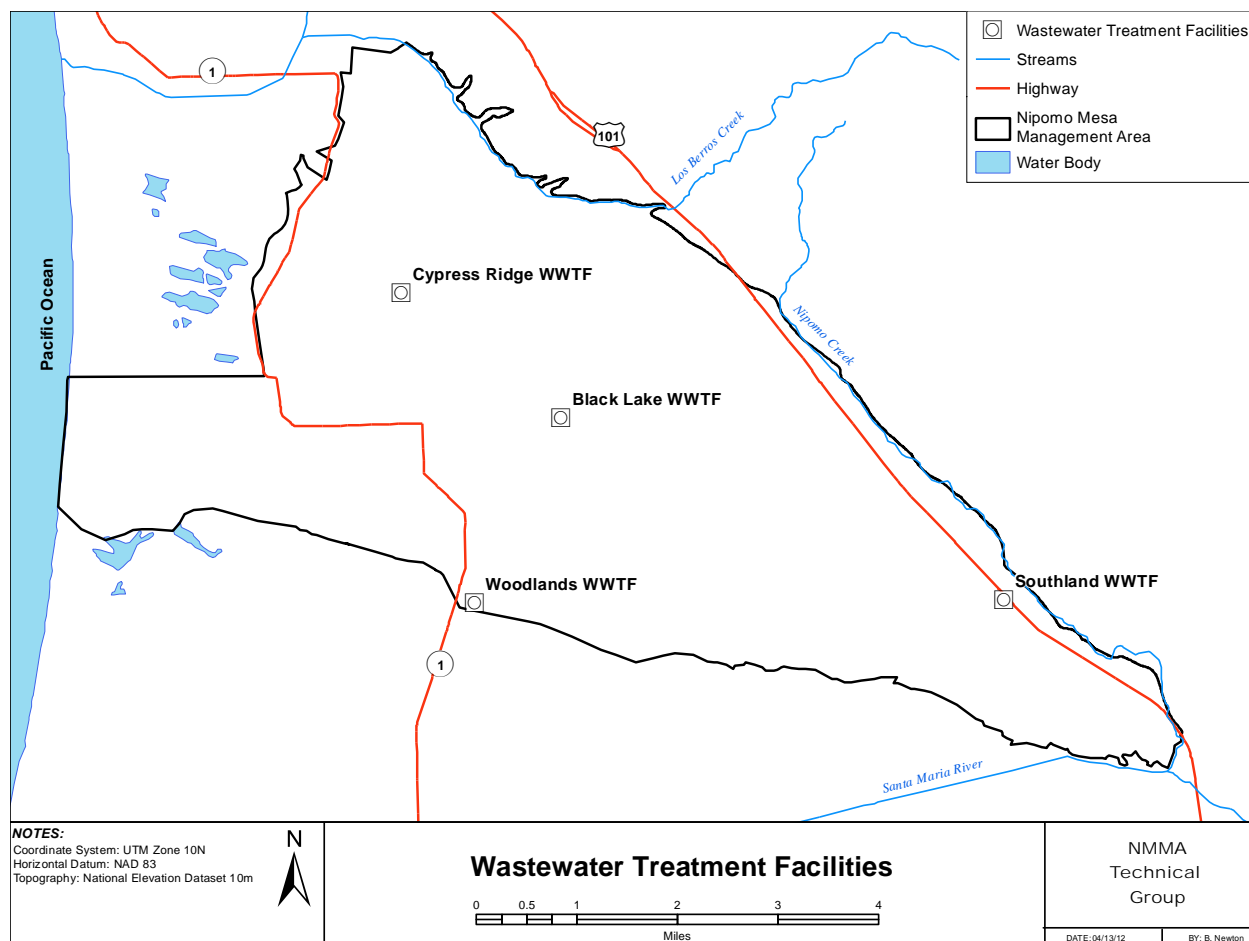 Wastewater Treatment Facilities
Streams
Highway
Nipomo Mesa
Management Area
Water Body
1
101
Los Berros Creek
Cypress Ridge WWTF
Pacific Ocean
Nipomo Creek
Black Lake WWTF
Woodlands WWTF
Southland WWTF
1
Santa Maria River
NOTES:
Coordinate System: UTM Zone 10N
Horizontal Datum: NAD 83
Topography: National Elevation Dataset 10m
N
Wastewater Treatment Facilities
0 0.5 1 2 3 4
Miles
NMMA
Technical
Group
DATE:04/13/12 BY: B. Newton